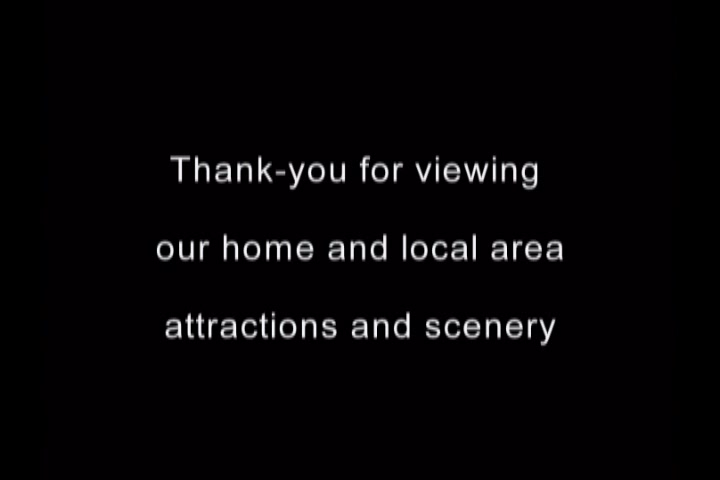 Thank-you for viewing
our home and local area
attractions and scenery